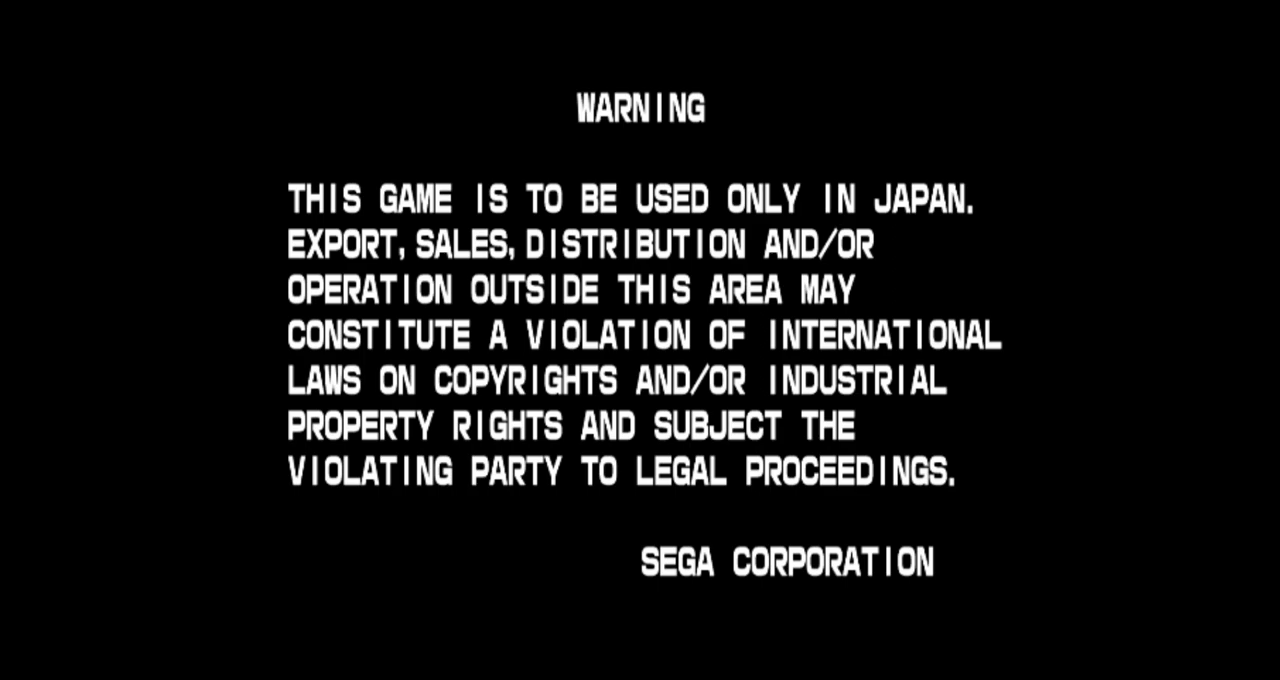 WARNING
THIS GAME IS TO BE USED ONLY IN JAPAN.
EXPORT, SALES, DISTRIBUTION AND/OR
OPERATION OUTSIDE THIS AREA MAY
CONSTITUTE A VIOLATION OF INTERNATIONAL
LAWS ON COPYRIGHTS AND/OR INDUSTRIAL
PROPERTY RIGHTS AND SUBJECT THE
VIOLATING PARTY TO LEGAL PROCEEDINGS.
SEGA CORPORATION